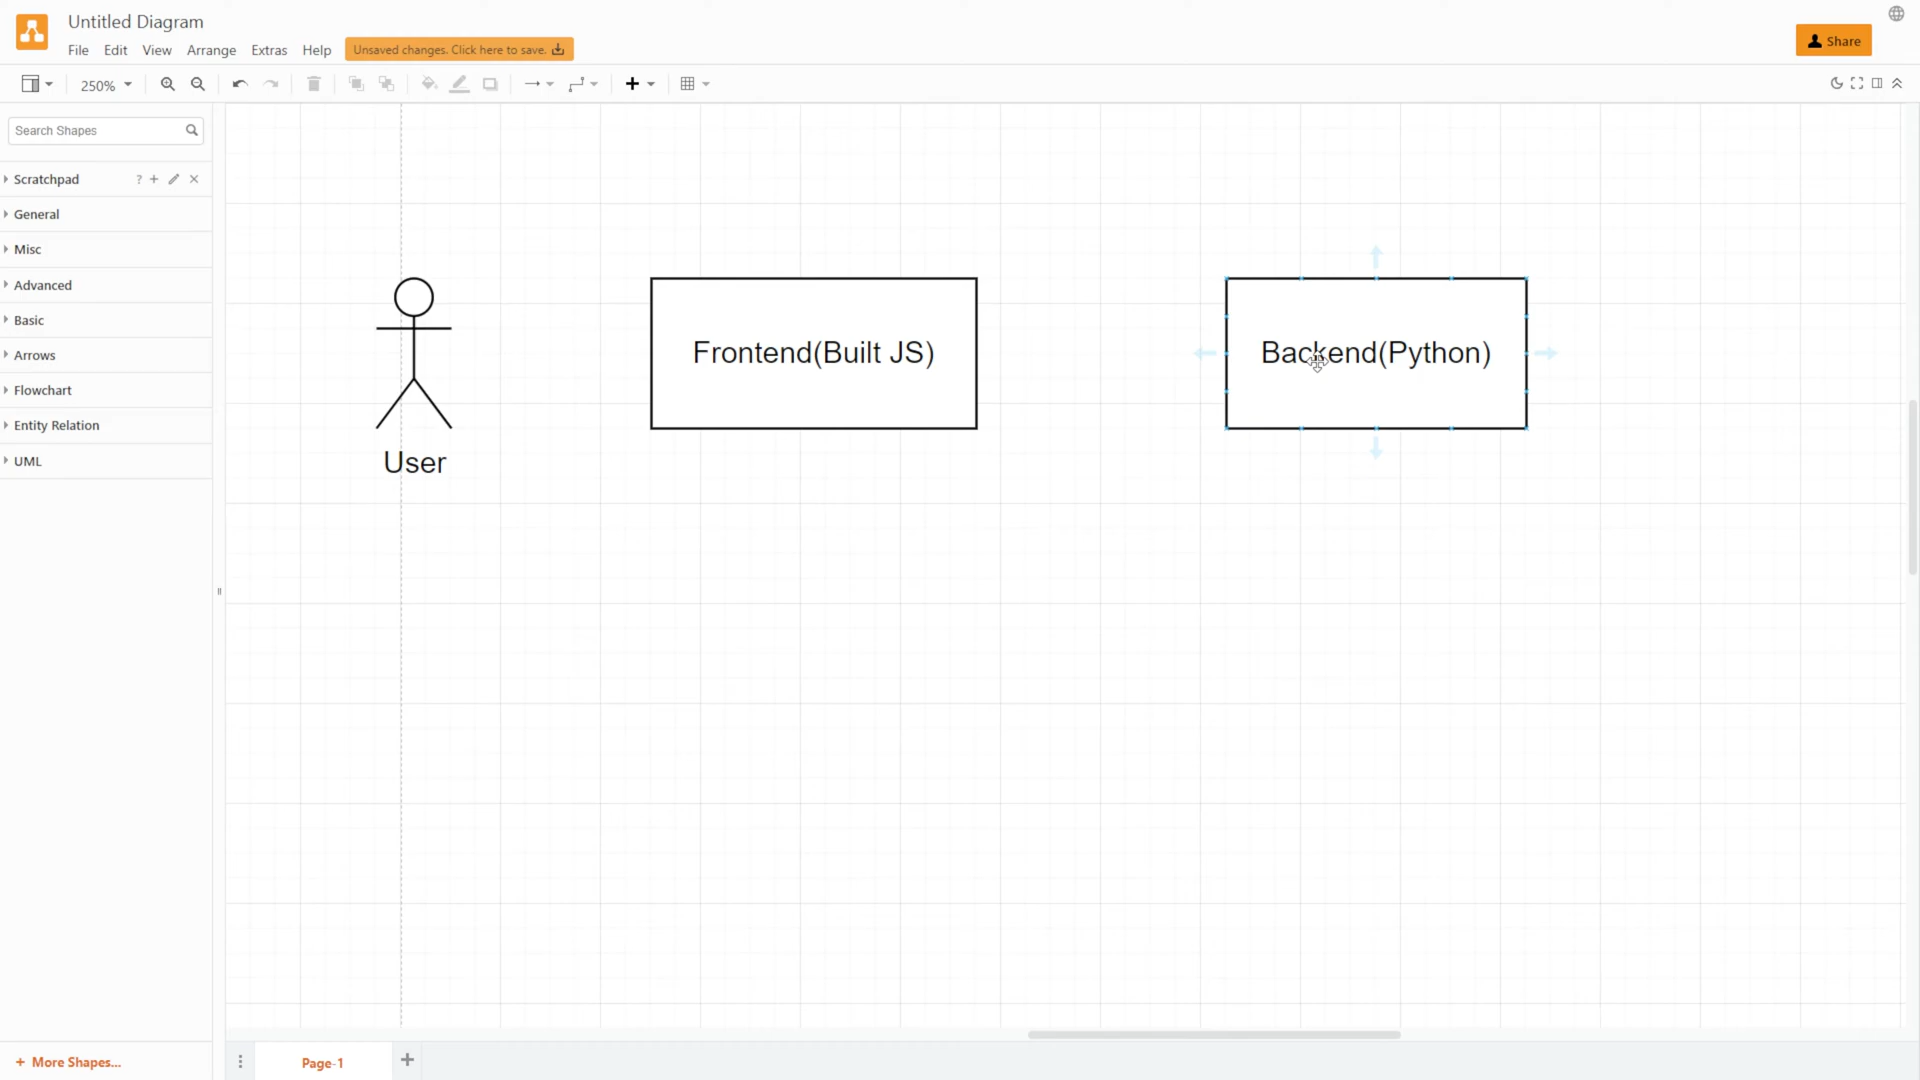 Untitled Diagram
File Edit View Arrange Extras Help Unsaved changes. Click here to save.
Share
250%
Search Shapes
Scratchpad ? + ×
General
Misc
Advanced
Basic
Arrows
Flowchart
Entity Relation
UML
Frontend(Built JS)
Backend(Python)
User
+ More Shapes...
Page-1